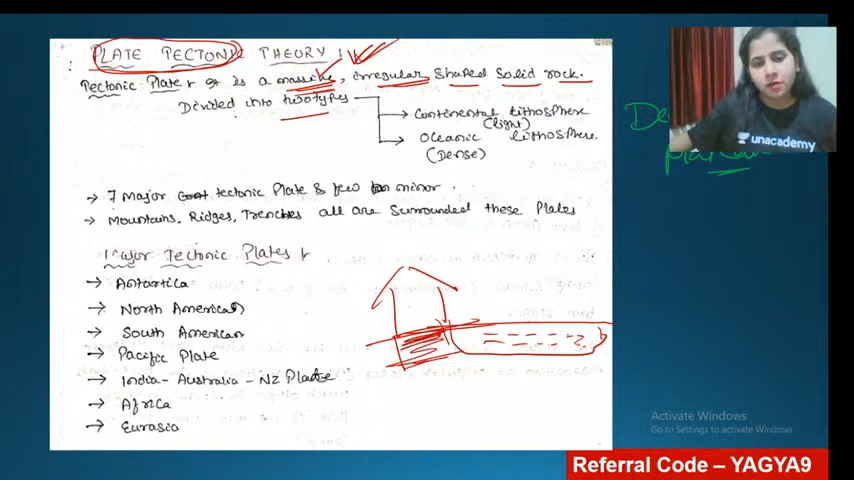 PLATE TECTONIC THEORY :
Tectonic Plate → It is a massive, irregular shaped solid rock.
Divided into two types
→ Continental lithosphere
(light)
→ Oceanic lithosphere
(Dense)
→ 7 Major tectonic Plate & few minor.
→ Mountains, Ridges, Trenches all are surrounded these Plates
Major Tectonic Plates
→ Antartica
→ North American
→ South American
→ Pacific Plate
→ India - Australia - NZ Plate
→ Africa
→ Eurasia
unacademy
Activate Windows
Go to Settings to activate Windows.
Referral Code – YAGYA9